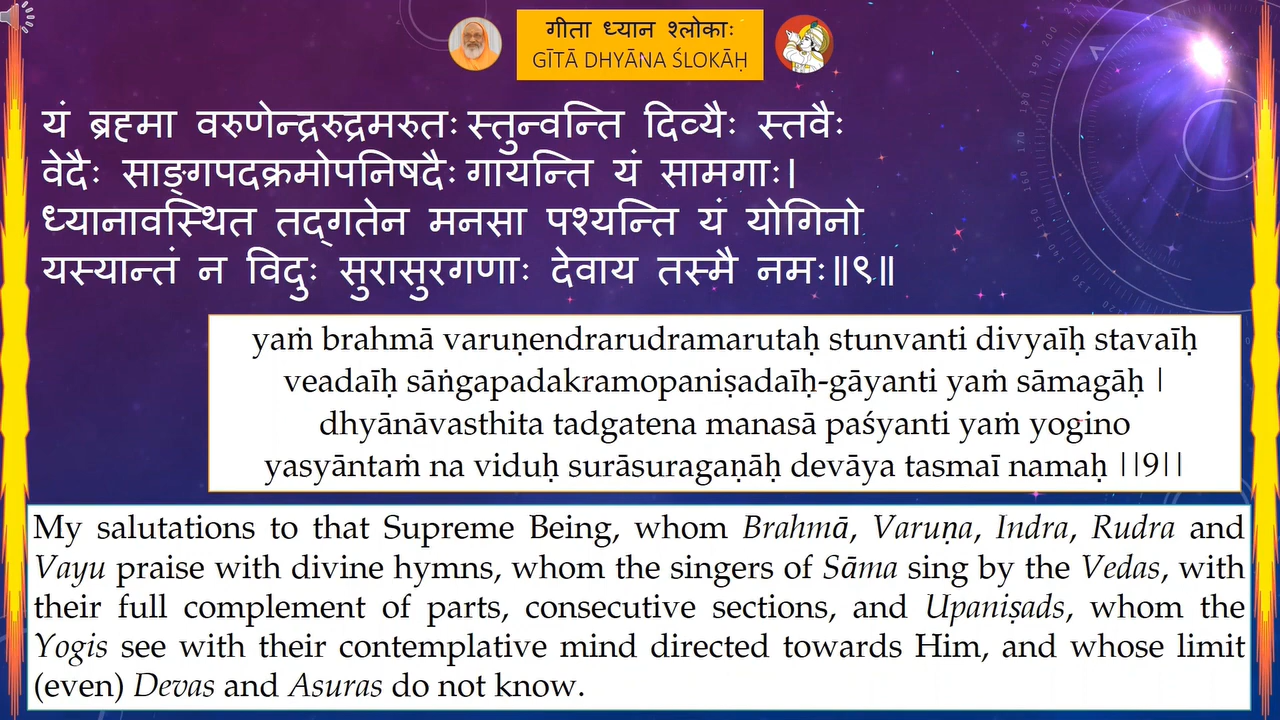 गीता ध्यान श्लोकाः
GĪTĀ DHYĀNA ŚLOKĀḤ
यं ब्रह्मा वरुणेन्द्ररुद्रमरुतः स्तुन्वन्ति दिव्यैः स्तवैः
वेदैः साङ्गपदक्रमोपनिषदैः गायन्ति यं सामगाः।
ध्यानावस्थित तद्गतेन मनसा पश्यन्ति यं योगिनो
यस्यान्तं न विदुः सुरासुरगणाः देवाय तस्मै नमः॥९॥
yaṁ brahmā varuṇendrarudramarutaḥ stunvanti divyaīḥ stavaīḥ
veadaīḥ sāṅgapadakramopaniṣadaīḥ-gāyanti yaṁ sāmagāḥ |
dhyānāvasthita tadgatena manasā paśyanti yaṁ yogino
yasyāntaṁ na viduḥ surāsuragaṇāḥ devāya tasmaī namaḥ ||9||
My salutations to that Supreme Being, whom Brahmā, Varuṇa, Indra, Rudra and
Vayu praise with divine hymns, whom the singers of Sāma sing by the Vedas, with
their full complement of parts, consecutive sections, and Upaniṣads, whom the
Yogis see with their contemplative mind directed towards Him, and whose limit
(even) Devas and Asuras do not know.